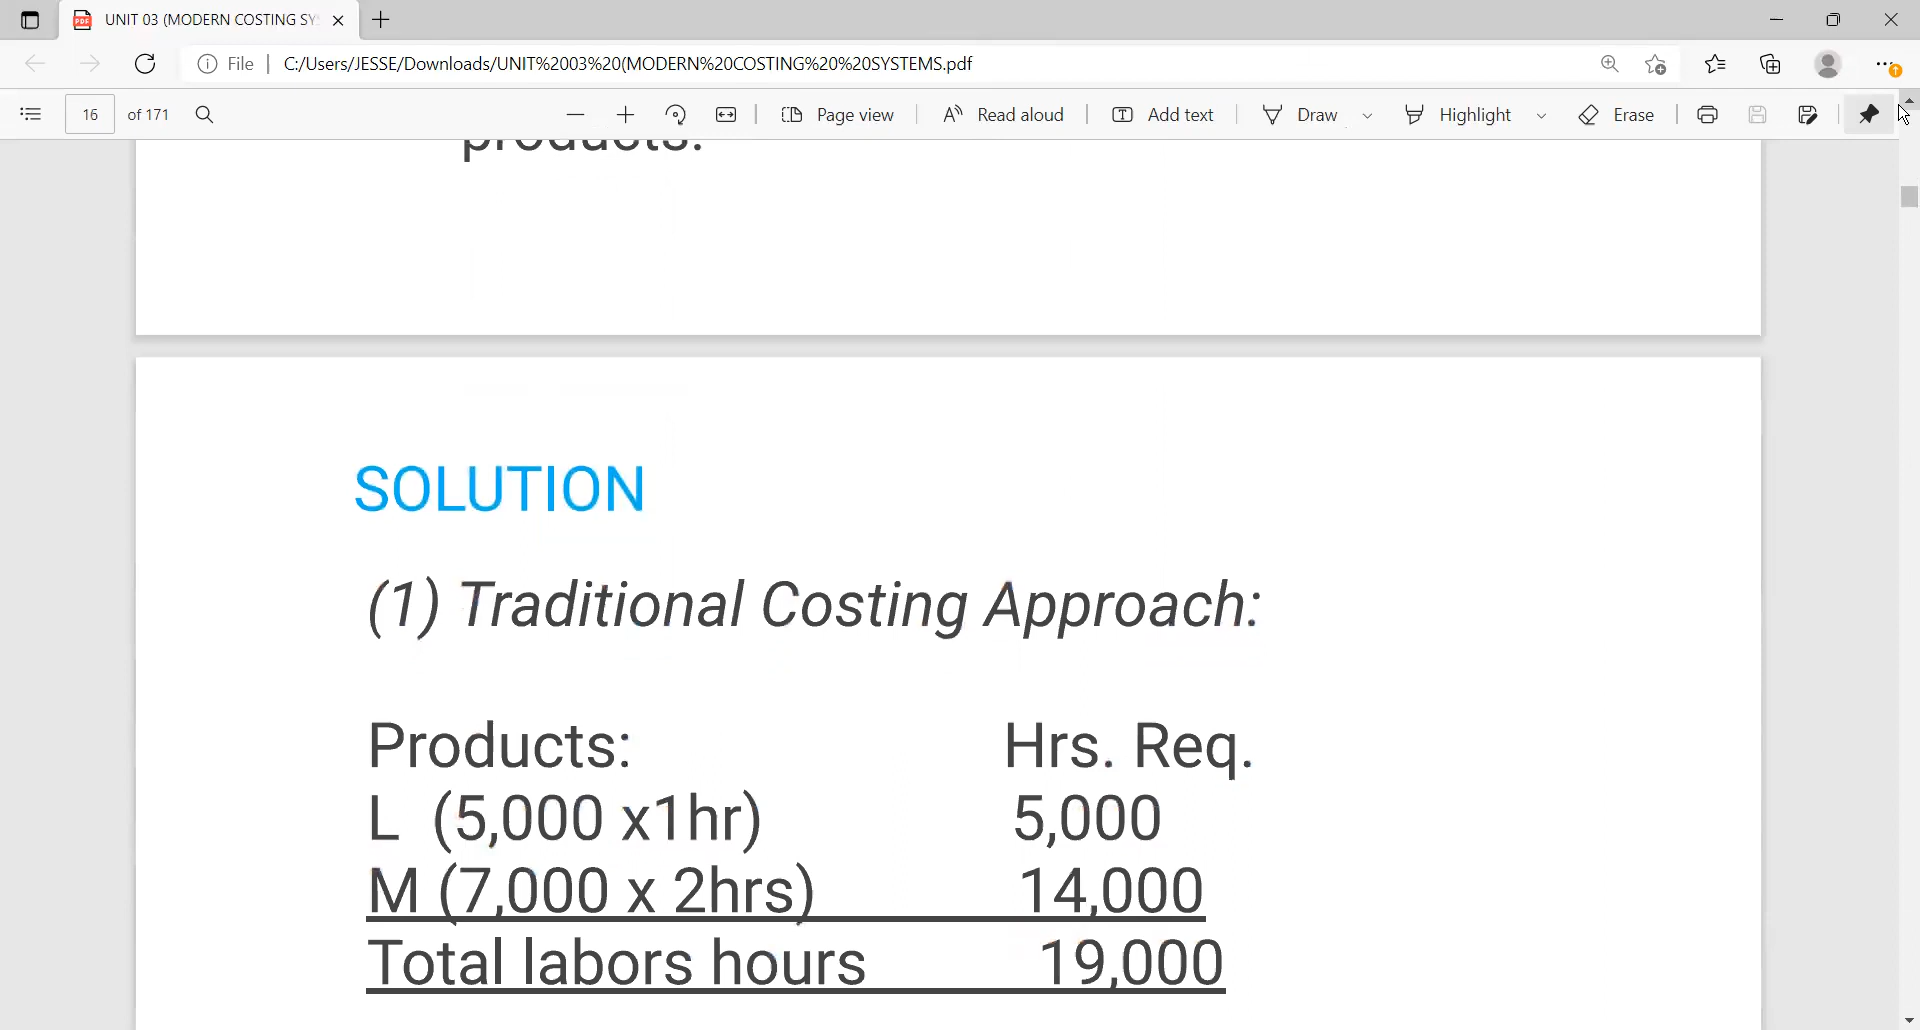 UNIT 03 (MODERN COSTING SY
File
C:/Users/JESSE/Downloads/UNIT%2003%20(MODERN%20COSTING%20%20SYSTEMS.pdf
16 of 171
Page view
Read aloud
Add text
Draw
Highlight
Erase
products.
SOLUTION
(1) Traditional Costing Approach:
Products: Hrs. Req.
L (5,000 x1hr) 5,000
M (7,000 x 2hrs) 14,000
Total labors hours 19,000